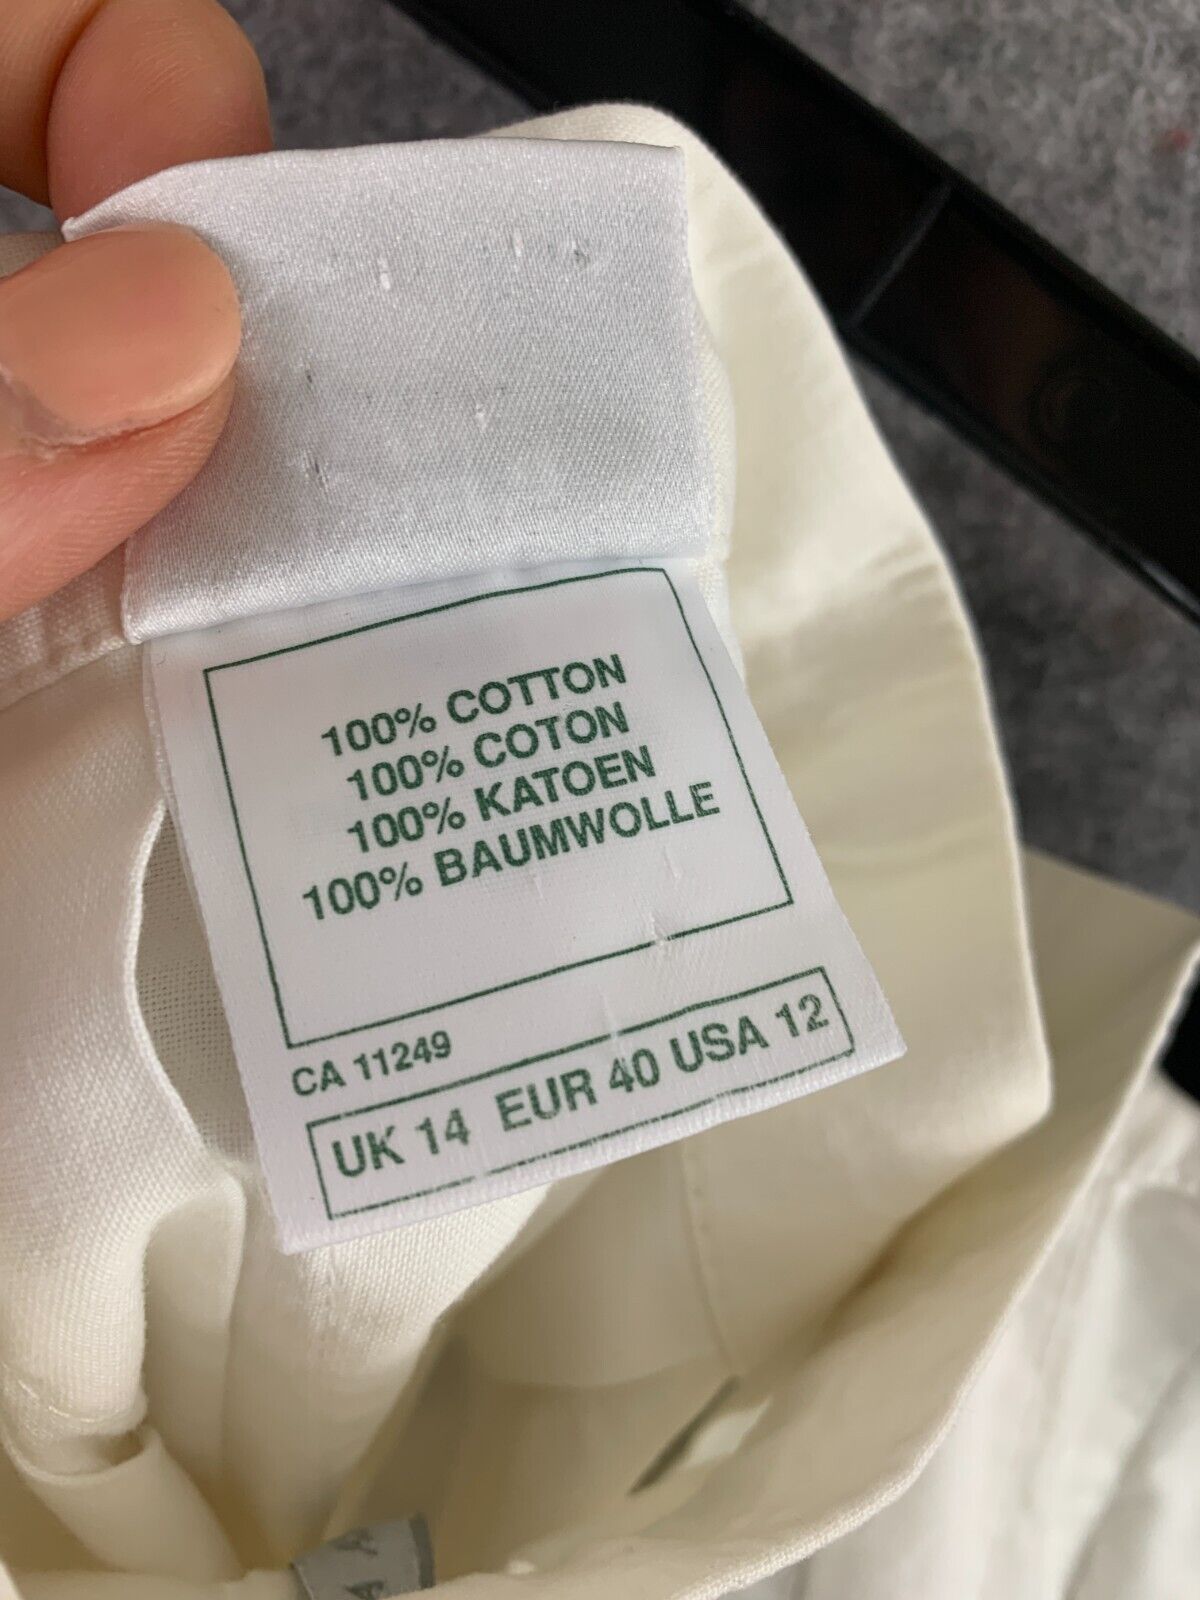 100% COTTON
100% COTON
100% KATOEN
100% BAUMWOLLE
CA 11249
UK 14 EUR 40 USA 12